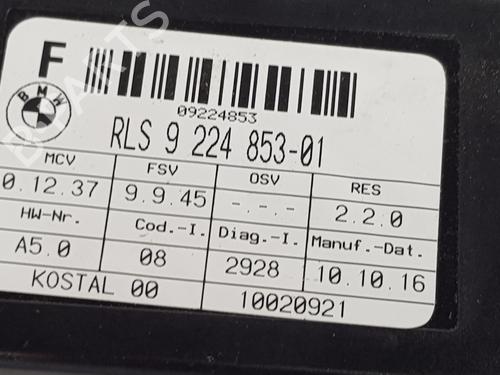 F
BMW
09224853
RLS 9 224 853-01
MCV FSV OSV RES
0.12.37 9.9.45 -.-.- 2.2.0
HW-Nr. Cod.-I. Diag.-I. Manuf.-Dat.
A5.0 08 2928 10.10.16
KOSTAL 00 10020921